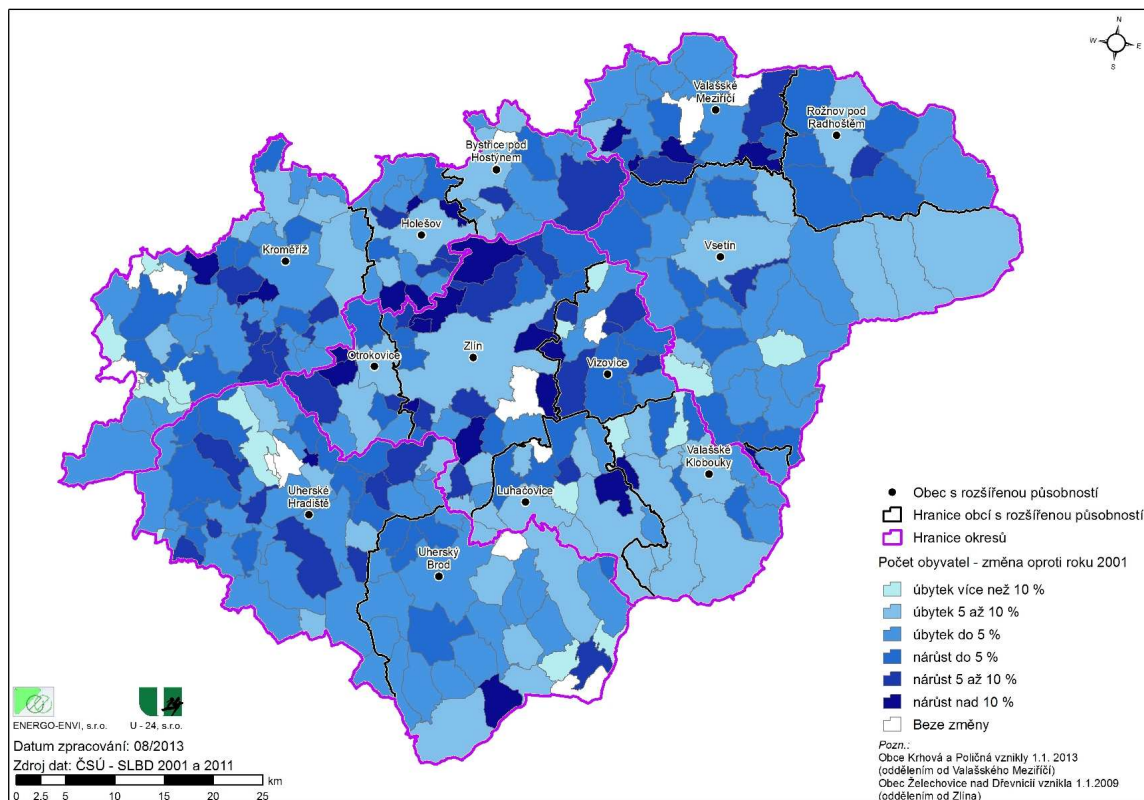 N
W E
S
Valašské
Meziříčí
Rožnov pod
Radhoštěm
Bystřice pod
Hostýnem
Holešov
Kroměříž
Vsetín
Zlín
Otrokovice
Vizovice
Valašské
Klobouky
Luhačovice
Uherské
Hradiště
Uherský
Brod
Obec s rozšířenou působností
Hranice obcí s rozšířenou působností
Hranice okresů
Počet obyvatel - změna oproti roku 2001
úbytek více než 10 %
úbytek 5 až 10 %
úbytek do 5 %
nárůst do 5 %
nárůst 5 až 10 %
nárůst nad 10 %
Beze změny
Pozn.:
Obce Krhová a Poličná vznikly 1.1. 2013
(oddělením od Valašského Meziříčí)
Obec Želechovice nad Dřevnicí vznikla 1.1.2009
(oddělením od Zlína)
ENERGO-ENVI, s.r.o. U - 24, s.r.o.
Datum zpracování: 08/2013
Zdroj dat: ČSÚ - SLBD 2001 a 2011
km
0 2.5 5 10 15 20 25